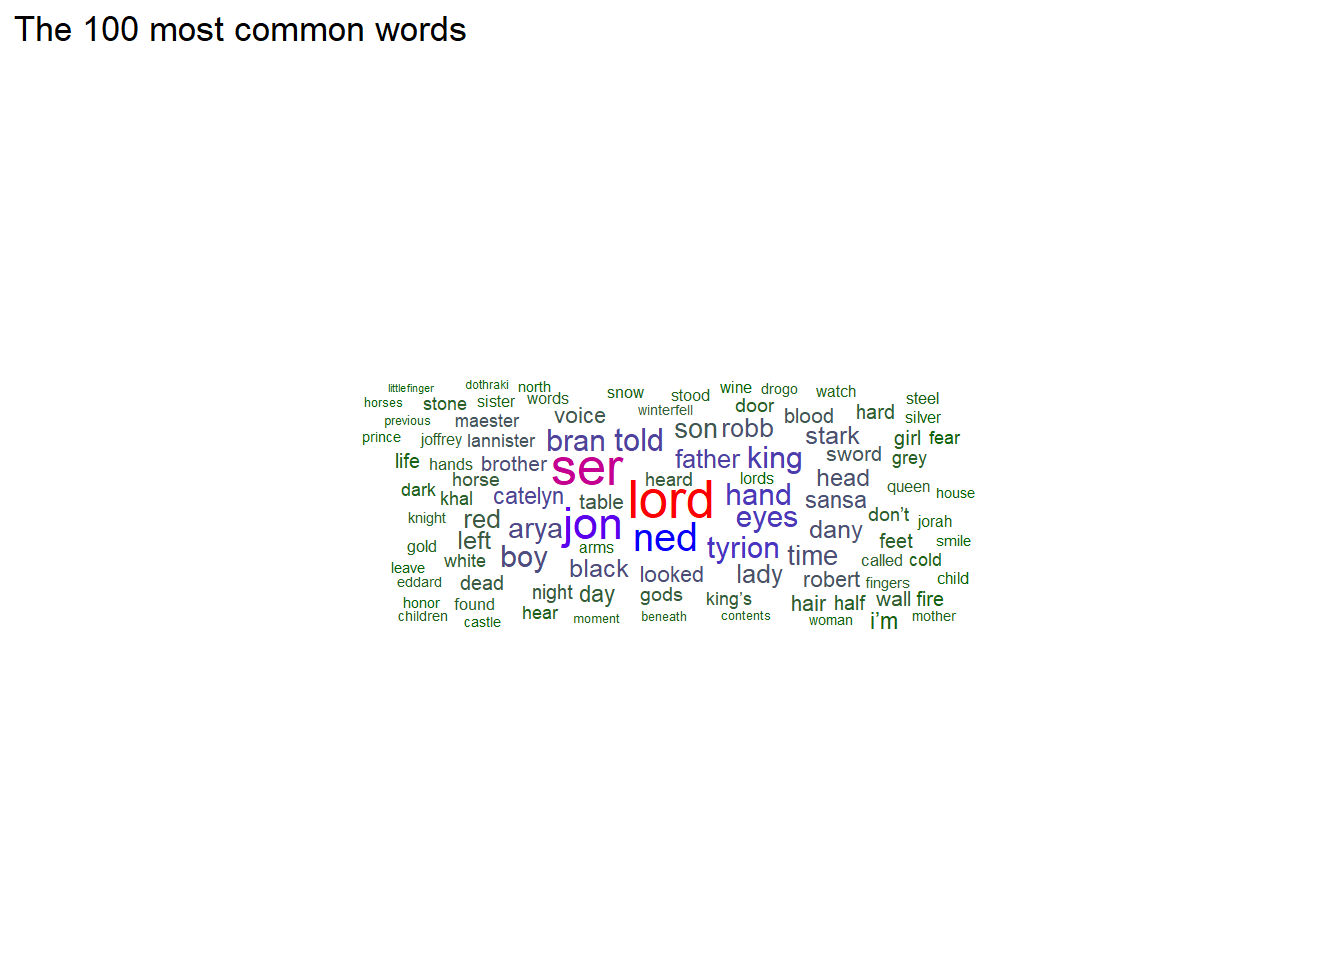 The 100 most common words
littlefinger dothraki north snow stood wine drogo watch
horses stone sister words winterfell door steel
previous maester voice son robb blood hard silver
prince joffrey lannister bran told stark girl fear
life hands brother ser father king sword grey
dark khal horse catelyn table heard lord lords hand head sansa queen house
knight red arya jon ned eyes dany don’t jorah
gold left boy arms tyrion time feet smile
leave white black looked lady robert called cold
eddard dead night day gods king’s hair half fingers wall fire child
honor found hear moment beneath contents woman i’m mother
children castle